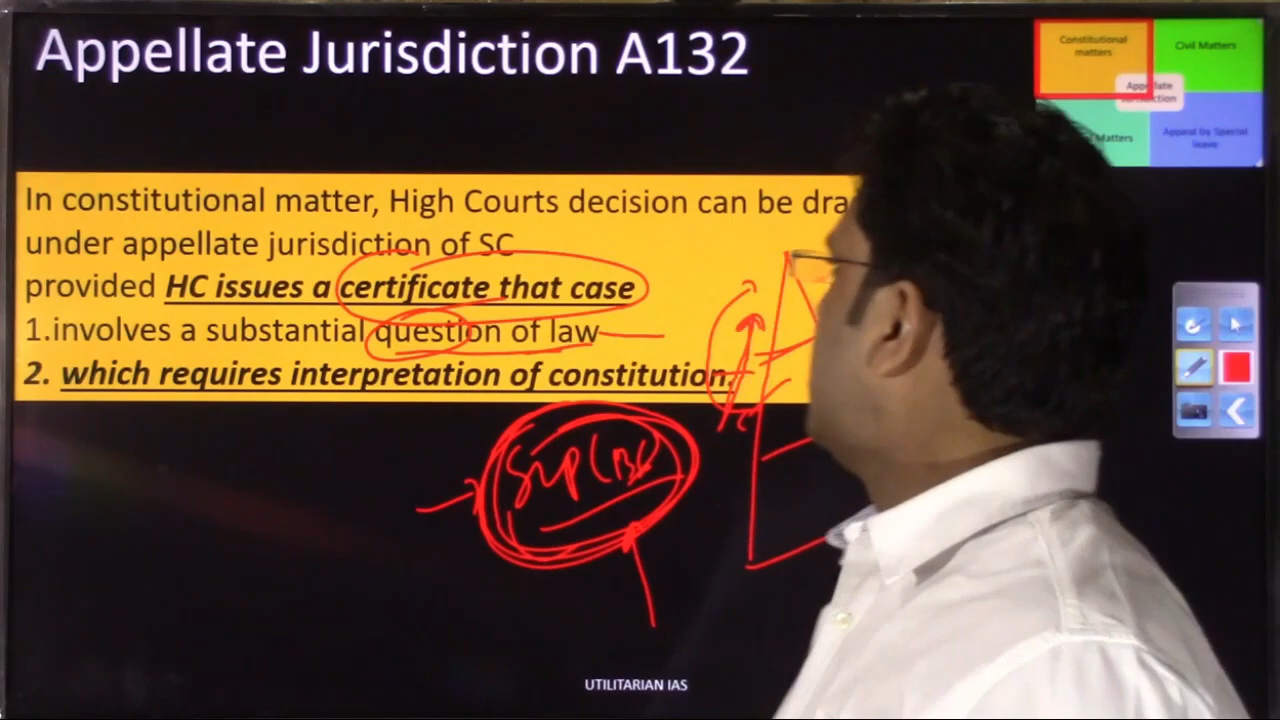 Appellate Jurisdiction A132
Constitutional
matters
Civil Matters
Appellate
Jurisdiction
Matters
Appeal by Special
leave
In constitutional matter, High Courts decision can be dra
under appellate jurisdiction of SC
provided HC issues a certificate that case
1.involves a substantial question of law
2. which requires interpretation of constitution.
UTILITARIAN IAS